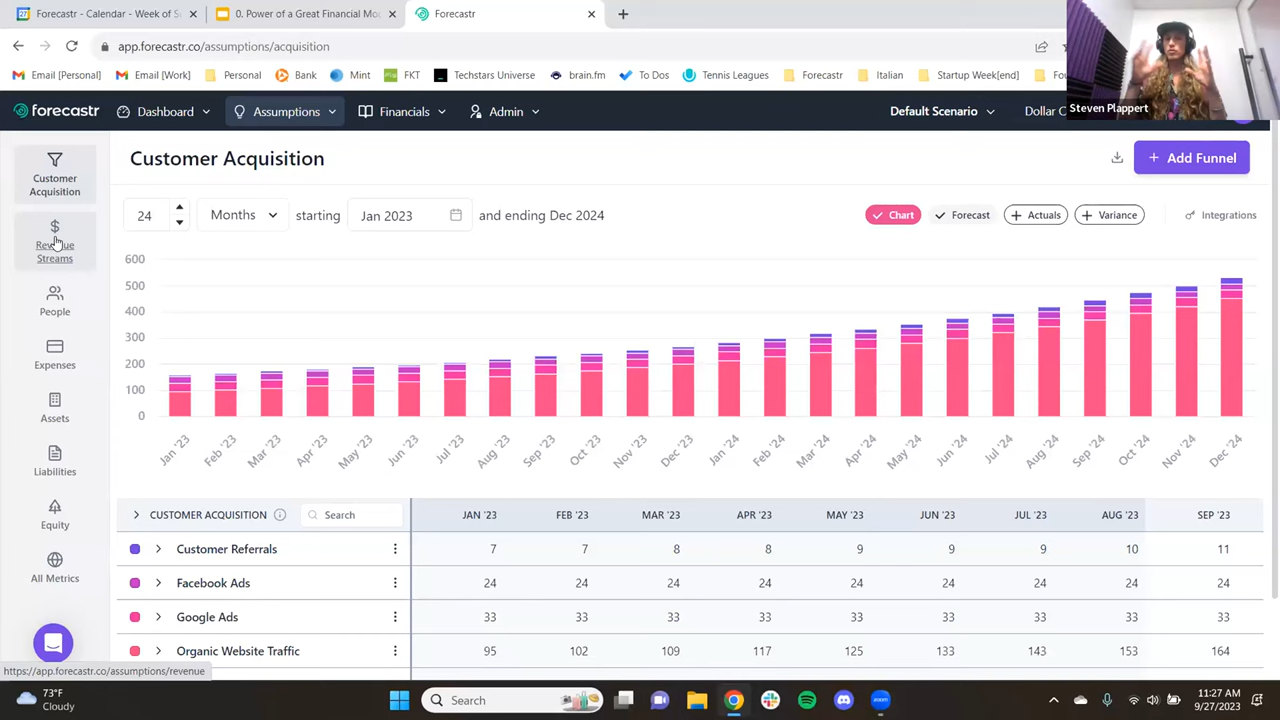 Forecastr - Calendar - Week of S
0. Power of a Great Financial Mo
Forecastr
app.forecastr.co/assumptions/acquisition
Email [Personal]
Email [Work]
Personal
Bank
Mint
FKT
Techstars Universe
brain.fm
To Dos
Tennis Leagues
Forecastr
Italian
Startup Week[end]
Fou
Steven Plappert
forecastr
Dashboard
Assumptions
Financials
Admin
Default Scenario
Dollar C
Customer Acquisition
Revenue Streams
People
Expenses
Assets
Liabilities
Equity
All Metrics
Customer Acquisition
+ Add Funnel
24
Months
starting
Jan 2023
and ending Dec 2024
Chart
Forecast
+ Actuals
+ Variance
Integrations
600
500
400
300
200
100
0
Jan '23
Feb '23
Mar '23
Apr '23
May '23
Jun '23
Jul '23
Aug '23
Sep '23
Oct '23
Nov '23
Dec '23
Jan '24
Feb '24
Mar '24
Apr '24
May '24
Jun '24
Jul '24
Aug '24
Sep '24
Oct '24
Nov '24
Dec '24
CUSTOMER ACQUISITION Search JAN '23 FEB '23 MAR '23 APR '23 MAY '23 JUN '23 JUL '23 AUG '23 SEP '23
Customer Referrals 7 7 8 8 9 9 9 10 11
Facebook Ads 24 24 24 24 24 24 24 24 24
Google Ads 33 33 33 33 33 33 33 33 33
Organic Website Traffic 95 102 109 117 125 133 143 153 164
https://app.forecastr.co/assumptions/revenue
73°F
Cloudy
Search
11:27 AM
9/27/2023